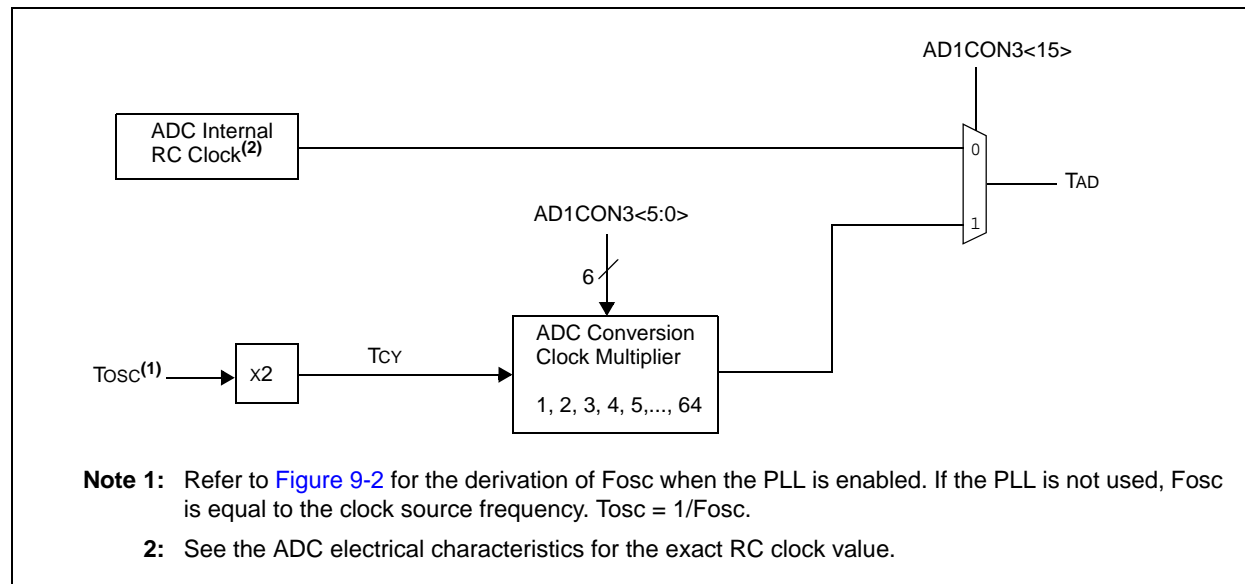 AD1CON3<15>
ADC Internal
RC Clock(2)
0
TAD
AD1CON3<5:0>
1
6
ADC Conversion
Clock Multiplier
TOSC(1)
X2
TCY
1, 2, 3, 4, 5,..., 64
Note 1: Refer to Figure 9-2 for the derivation of Fosc when the PLL is enabled. If the PLL is not used, Fosc
is equal to the clock source frequency. Tosc = 1/Fosc.
2: See the ADC electrical characteristics for the exact RC clock value.